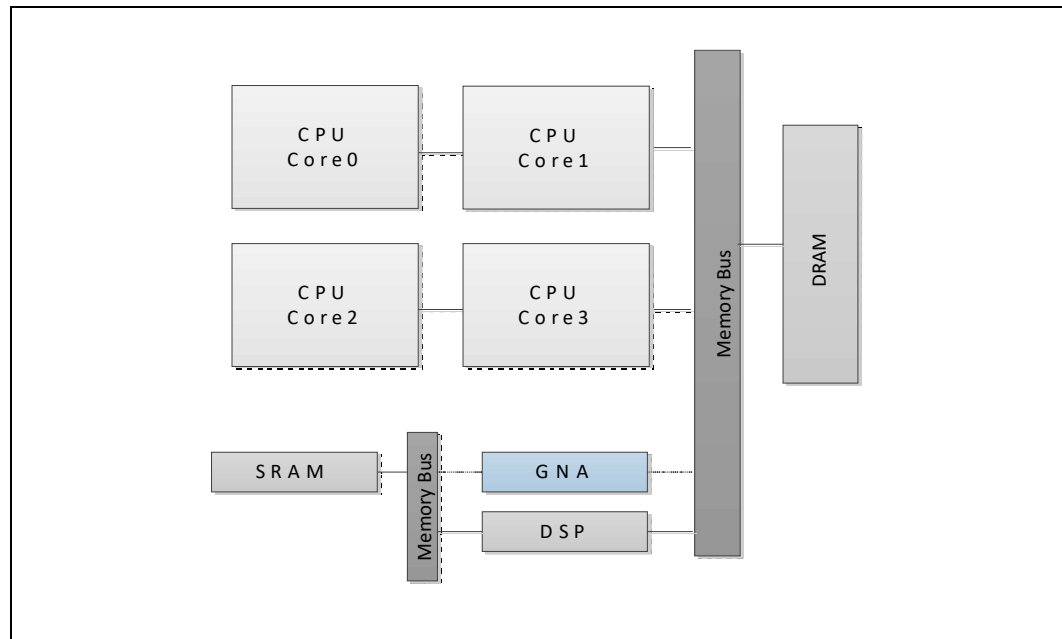 CPU
Core0
CPU
Core1
CPU
Core2
CPU
Core3
Memory Bus
DRAM
SRAM
Memory Bus
GNA
DSP